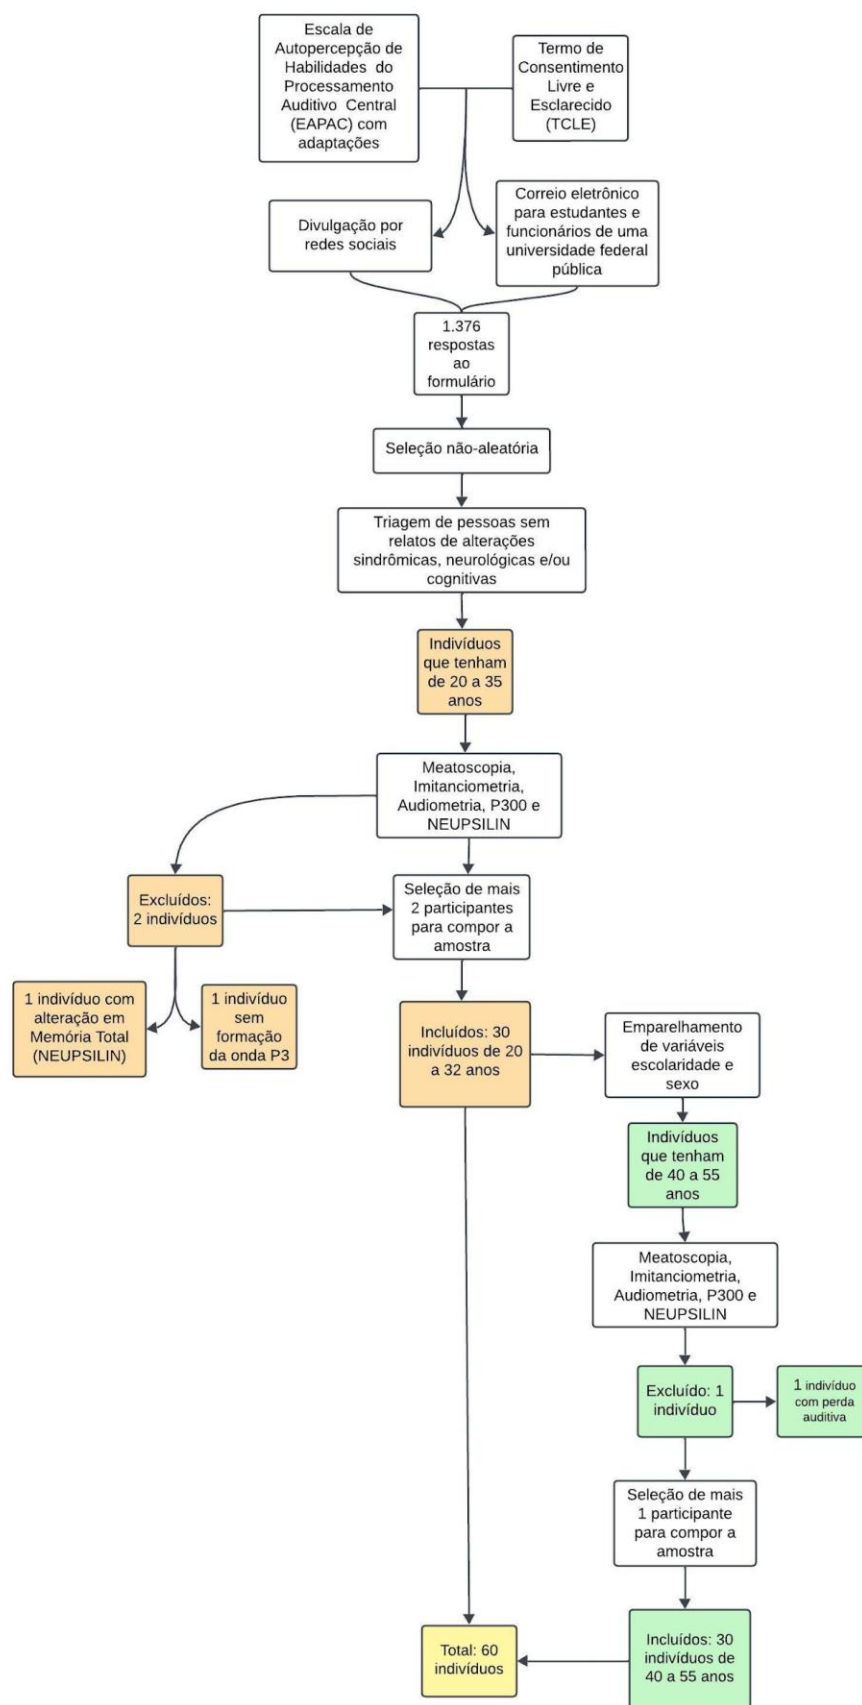 Escala de
Autopercepção de
Habilidades do
Processamento
Auditivo Central
(EAPAC) com
adaptações
Termo de
Consentimento
Livre e
Esclarecido
(TCLE)
Divulgação por
redes sociais
Correio eletrônico
para estudantes e
funcionários de uma
universidade federal
pública
1.376
respostas
ao
formulário
Seleção não-aleatória
Triagem de pessoas sem
relatos de alterações
sindrômicas, neurológicas e/ou
cognitivas
Indivíduos
que tenham
de 20 a 35
anos
Meatoscopia,
Imitanciometria,
Audiometria, P300 e
NEUPSILIN
Excluídos:
2 indivíduos
Seleção de mais
2 participantes
para compor a
amostra
1 indivíduo com
alteração em
Memória Total
(NEUPSILIN)
1 indivíduo
sem
formação
da onda P3
Incluídos: 30
indivíduos de 20
a 32 anos
Emparelhamento
de variáveis
escolaridade e
sexo
Indivíduos
que tenham
de 40 a 55
anos
Meatoscopia,
Imitanciometria,
Audiometria, P300 e
NEUPSILIN
Excluído: 1
indivíduo
1 indivíduo
com perda
auditiva
Seleção de mais
1 participante
para compor a
amostra
Total: 60
indivíduos
Incluídos: 30
indivíduos de
40 a 55 anos